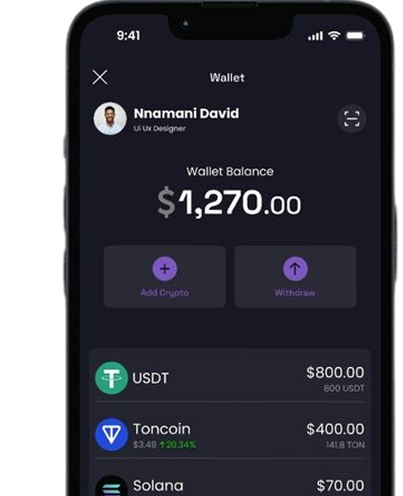 9:41
Wallet
Nnamani David
Ui Ux Designer
Wallet Balance
$1,270.00
Add Crypto
Withdraw
USDT
$800.00
800 USDT
Toncoin
$400.00
$3.49 ↑20.34%
141.8 TON
Solana
$70.00